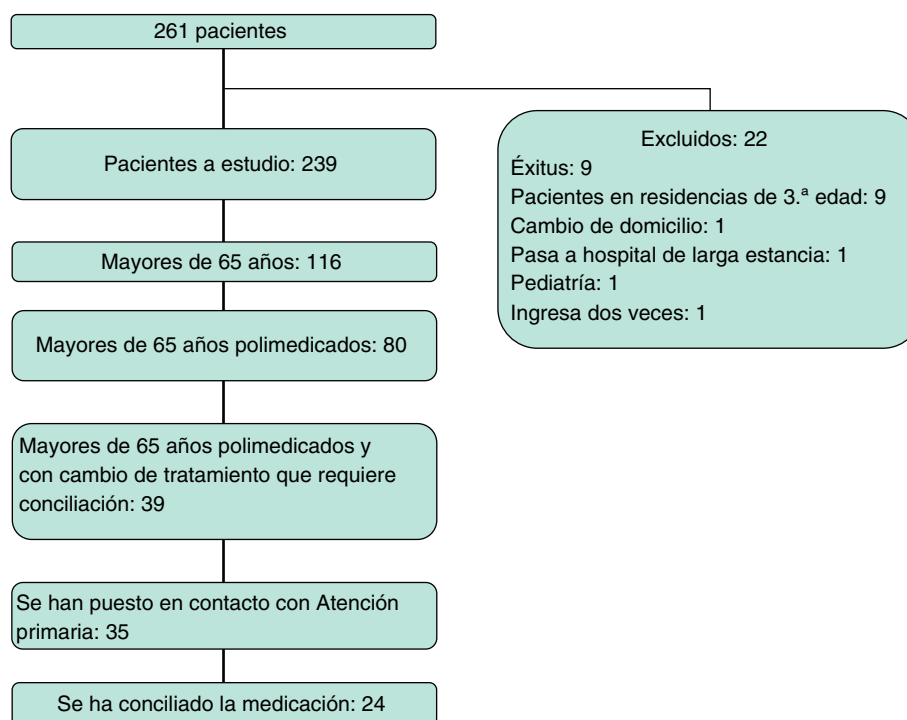 261 pacientes
Excluidos: 22
Éxitus: 9
Pacientes en residencias de 3.ª edad: 9
Cambio de domicilio: 1
Pasa a hospital de larga estancia: 1
Pediatría: 1
Ingresa dos veces: 1
Pacientes a estudio: 239
Mayores de 65 años: 116
Mayores de 65 años polimedicados: 80
Mayores de 65 años polimedicados y
con cambio de tratamiento que requiere
conciliación: 39
Se han puesto en contacto con Atención
primaria: 35
Se ha conciliado la medicación: 24